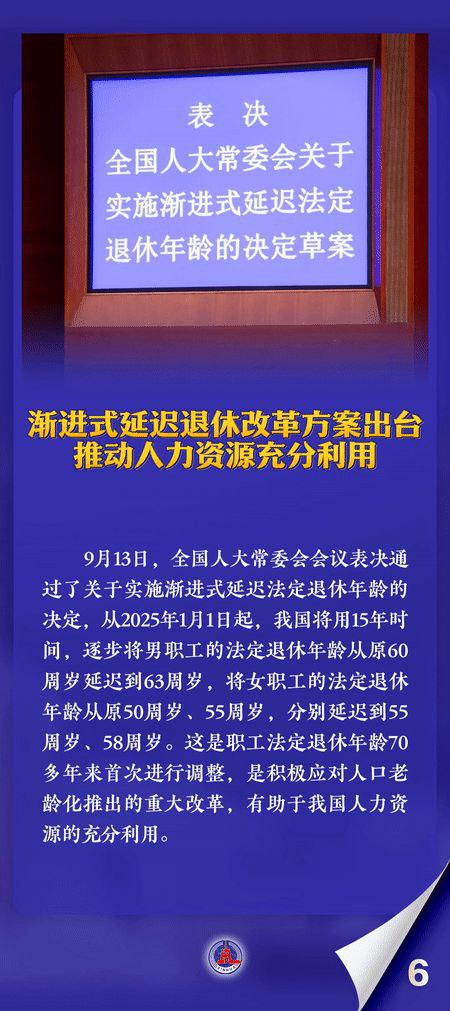 表 决
全国人大常委会关于
实施渐进式延迟法定
退休年龄的决定草案
渐进式延迟退休改革方案出台
推动人力资源充分利用
9月13日，全国人大常委会会议表决通
过了关于实施渐进式延迟法定退休年龄的
决定，从2025年1月1日起，我国将用15年时
间，逐步将男职工的法定退休年龄从原60
周岁延迟到63周岁，将女职工的法定退休
年龄从原50周岁、55周岁，分别延迟到55
周岁、58周岁。这是职工法定退休年龄70
多年来首次进行调整，是积极应对人口老
龄化推出的重大改革，有助于我国人力资
源的充分利用。
6